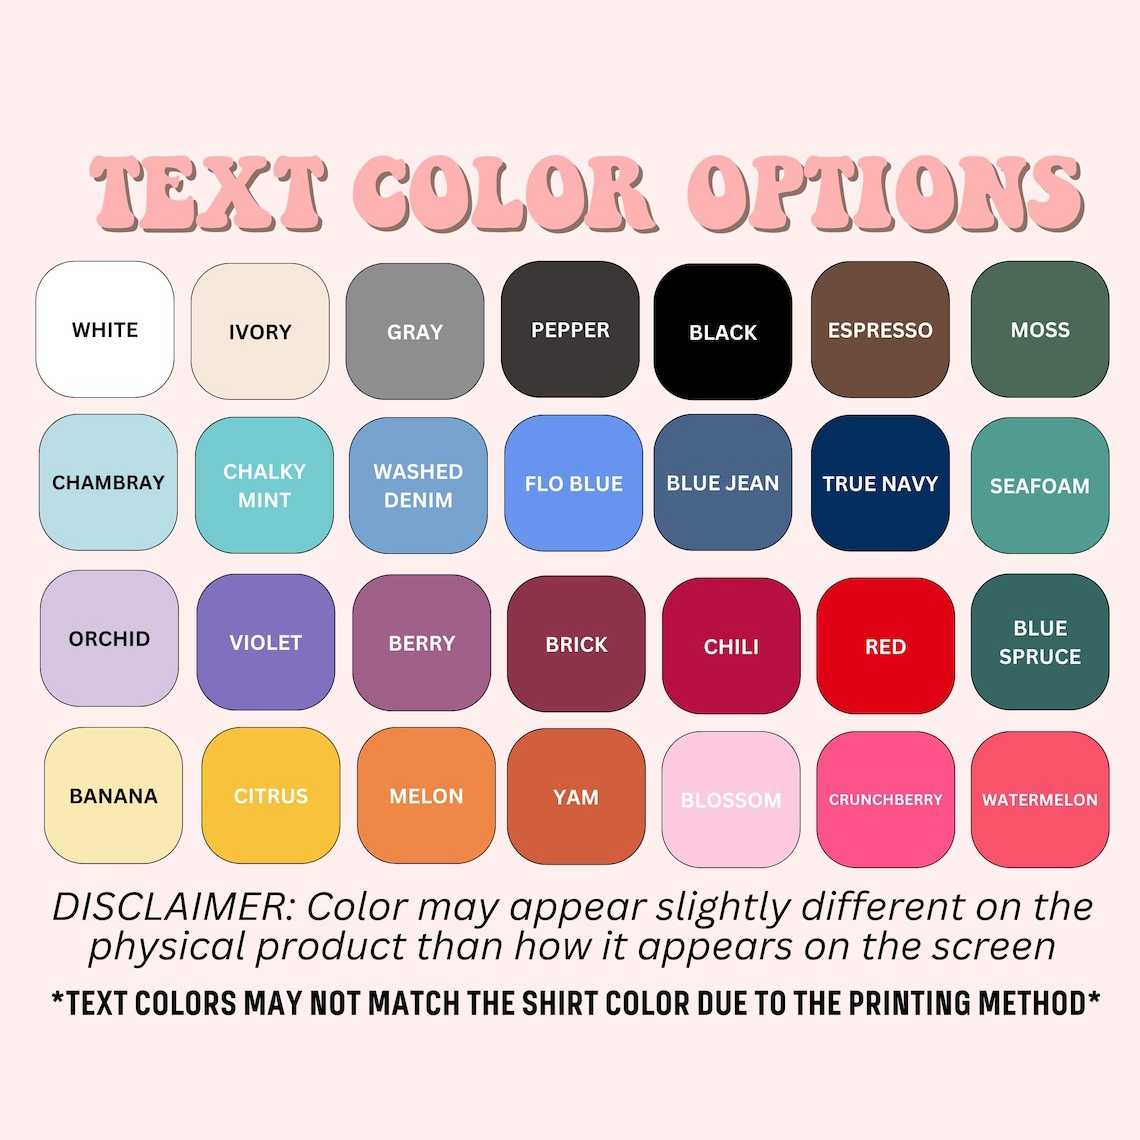 TEXT COLOR OPTIONS
WHITE
IVORY
GRAY
PEPPER
BLACK
ESPRESSO
MOSS
CHAMBRAY
CHALKY
MINT
WASHED
DENIM
FLO BLUE
BLUE JEAN
TRUE NAVY
SEAFOAM
ORCHID
VIOLET
BERRY
BRICK
CHILI
RED
BLUE
SPRUCE
BANANA
CITRUS
MELON
YAM
BLOSSOM
CRUNCHBERRY
WATERMELON
DISCLAIMER: Color may appear slightly different on the
physical product than how it appears on the screen
*TEXT COLORS MAY NOT MATCH THE SHIRT COLOR DUE TO THE PRINTING METHOD*